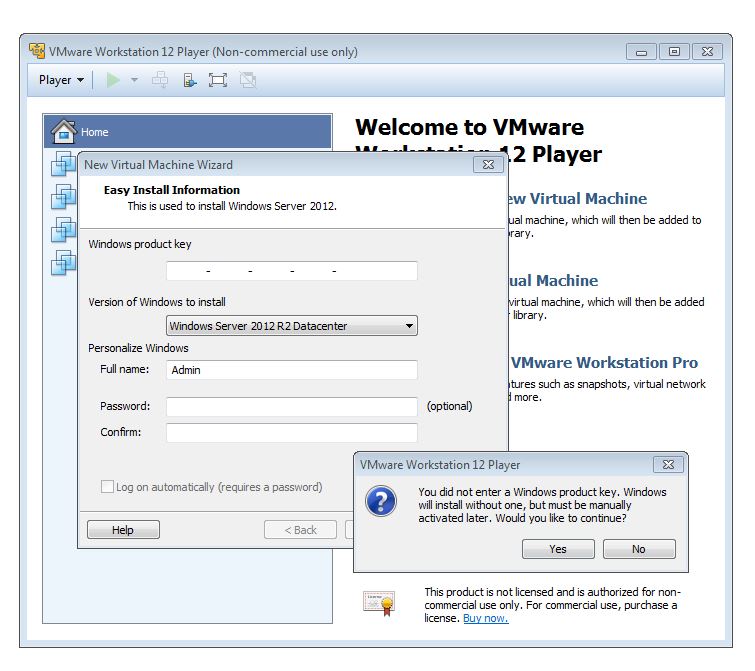 VMware Workstation 12 Player (Non-commercial use only)
Player
Home
Welcome to VMware
12 Player
New Virtual Machine Wizard
Easy Install Information
This is used to install Windows Server 2012.
Windows product key
- - - -
Version of Windows to install
Windows Server 2012 R2 Datacenter
Personalize Windows
Full name: Admin
Password: (optional)
Confirm:
Log on automatically (requires a password)
Help
< Back
Virtual Machine
machine, which will then be added to
Machine
virtual machine, which will then be added
library.
VMware Workstation Pro
such as snapshots, virtual network
more.
VMware Workstation 12 Player
You did not enter a Windows product key. Windows
will install without one, but must be manually
activated later. Would you like to continue?
Yes
No
This product is not licensed and is authorized for non-
commercial use only. For commercial use, purchase a
license. Buy now.